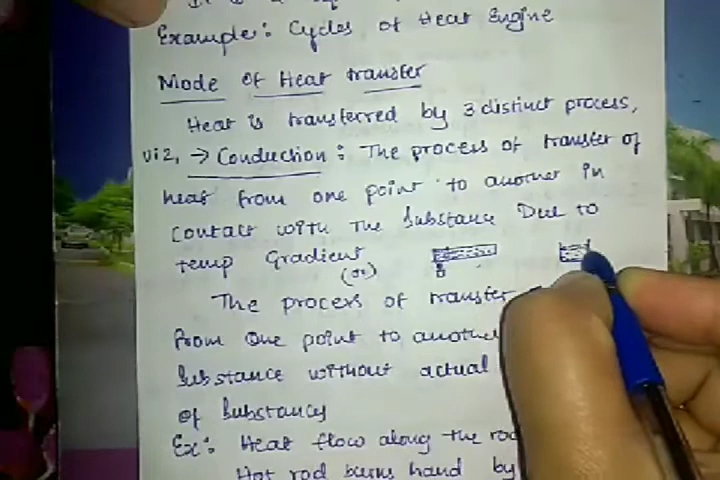 Example: Cycles of Heat Engine
Mode of Heat transfer
Heat is transferred by 3 distinct process,
viz, → Conduction: The process of transfer of
heat from one point to another in
contact with the substance Due to
temp Gradient
(or)
The process of transfer
from one point to another
substance without actual
of substances
Ex: Heat flow along the rod
Hot rod burns hand by